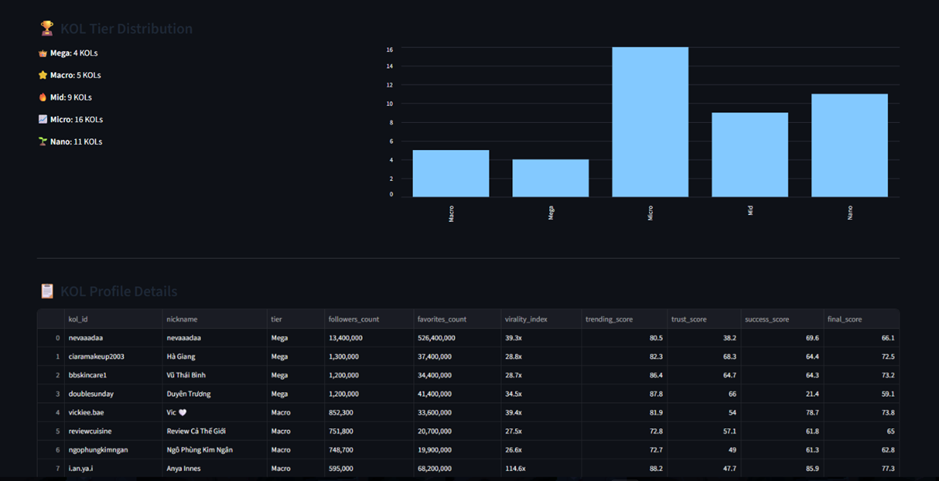 🏆 KOL Tier Distribution
Mega: 4 KOLs
⭐ Macro: 5 KOLs
🔥 Mid: 9 KOLs
📈 Micro: 16 KOLs
🌱 Nano: 11 KOLs
16
14
12
10
8
6
4
2
0
Macro
Mega
Micro
Mid
Nano
📋 KOL Profile Details
kol_id nickname tier followers_count favorites_count virality_index trending_score trust_score success_score final_score
0 nevaaadaa nevaaadaa Mega 13,400,000 526,400,000 39.3x 80.5 38.2 69.6 66.1
1 ciaramakeup2003 Hà Giang Mega 1,300,000 37,400,000 28.8x 82.3 68.3 64.4 72.5
2 bbskincare1 Vũ Thái Bình Mega 1,200,000 34,400,000 28.7x 86.4 64.7 64.3 73.2
3 doublesunday Duyên Trương Mega 1,200,000 41,400,000 34.5x 87.8 66 21.4 59.1
4 vickiee.bae Vic 🤍 Macro 852,300 33,600,000 39.4x 81.9 54 78.7 73.8
5 reviewcuisine Review Cả Thế Giới Macro 751,800 20,700,000 27.5x 72.8 57.1 61.8 65
6 ngophungkimngan Ngô Phùng Kim Ngân Macro 748,700 19,900,000 26.6x 72.7 49 61.3 62.8
7 i.an.ya.i Anya Innes Macro 595,000 68,200,000 114.6x 88.2 47.7 85.9 77.3